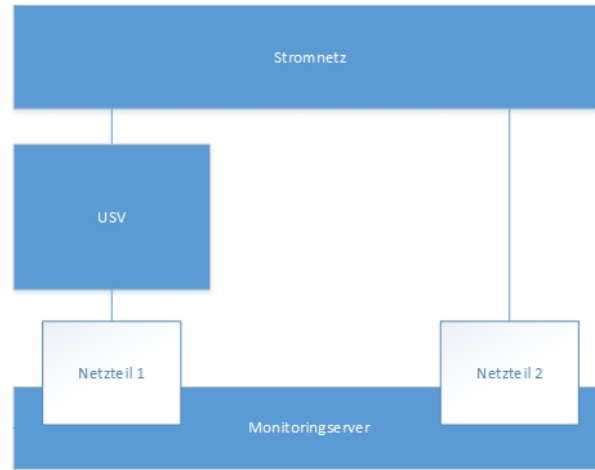 Stromnetz
USV
Netzteil 1
Netzteil 2
Monitoringserver